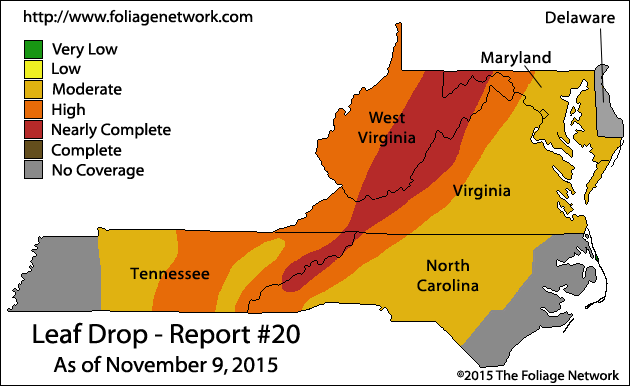 http://www.foliagenetwork.com
Delaware
Very Low
Low
Moderate
High
Nearly Complete
Complete
No Coverage
Maryland
West
Virginia
Virginia
Tennessee
North
Carolina
Leaf Drop - Report #20
As of November 9, 2015
©2015 The Foliage Network